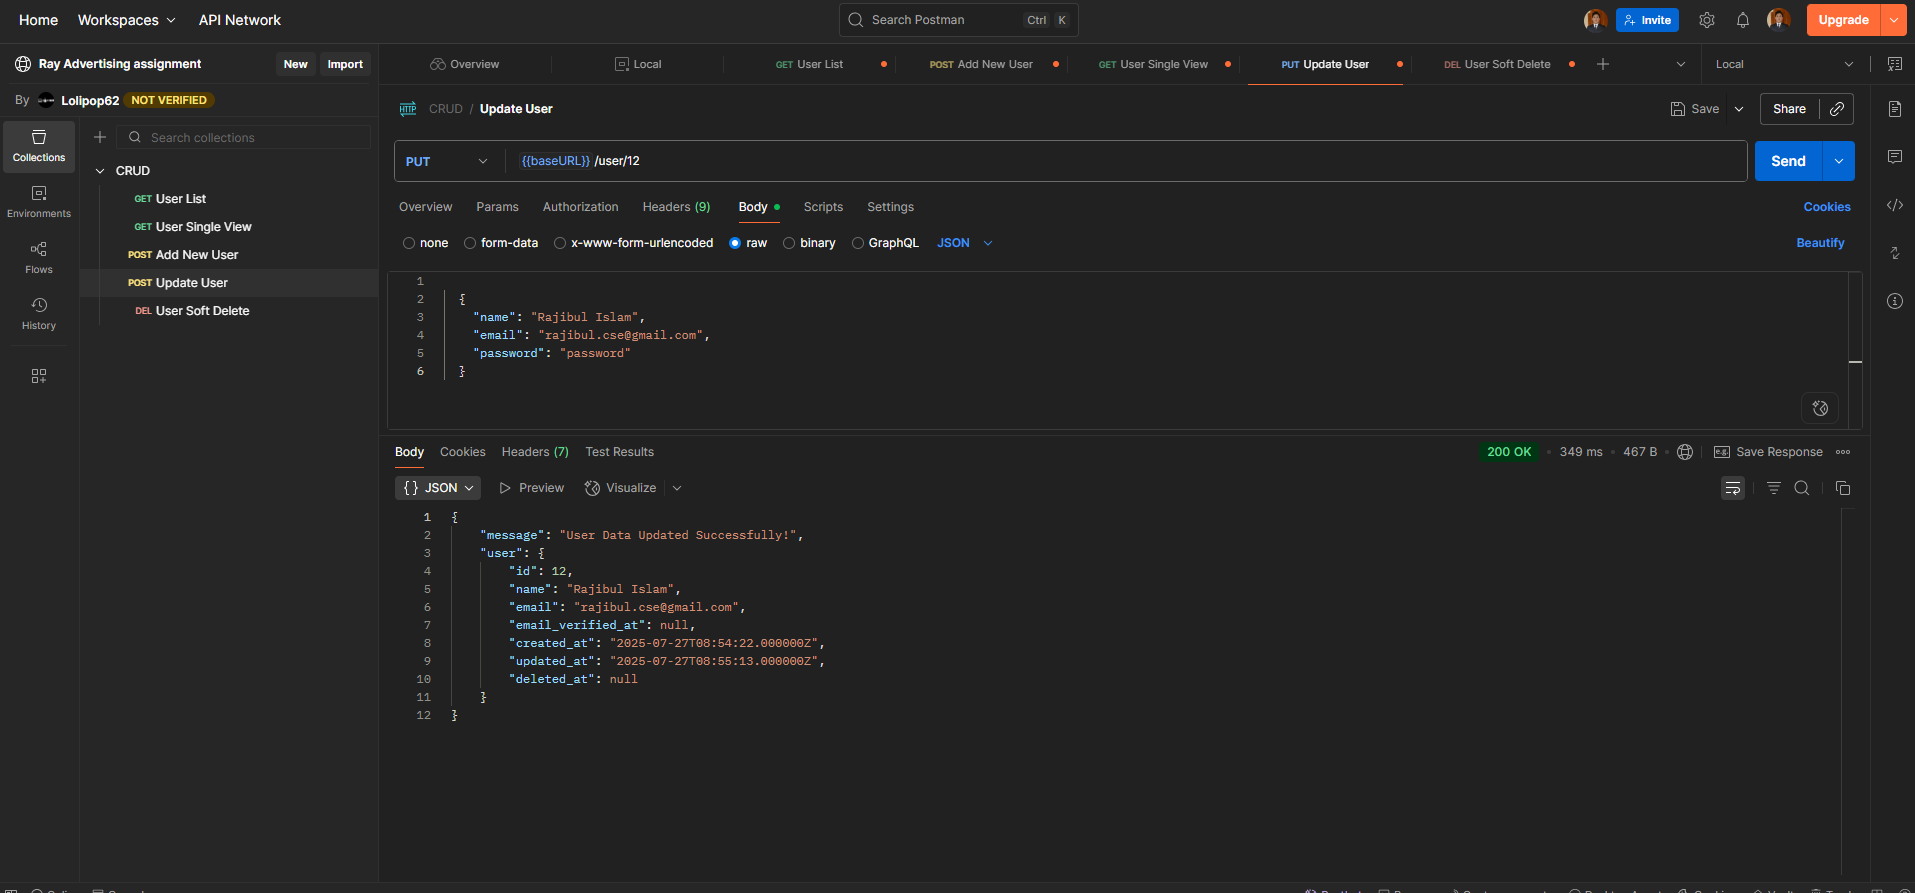 Home Workspaces API Network Search Postman Ctrl K Invite Upgrade
Ray Advertising assignment New Import
By Lolipop62 NOT VERIFIED
Overview Local GET User List POST Add New User GET User Single View PUT Update User DEL User Soft Delete Local
HTTP CRUD / Update User Save Share
Collections
Environments
Flows
History
Search collections
CRUD
GET User List
GET User Single View
POST Add New User
POST Update User
DEL User Soft Delete
PUT {{baseURL}} /user/12 Send
Overview Params Authorization Headers (9) Body Scripts Settings Cookies
none form-data x-www-form-urlencoded raw binary GraphQL JSON Beautify
1
2 {
3 "name": "Rajibul Islam",
4 "email": "rajibul.cse@gmail.com",
5 "password": "password"
6 }
Body Cookies Headers (7) Test Results 200 OK • 349 ms • 467 B • e.g. Save Response
{} JSON Preview Visualize
1 {
2 "message": "User Data Updated Successfully!",
3 "user": {
4 "id": 12,
5 "name": "Rajibul Islam",
6 "email": "rajibul.cse@gmail.com",
7 "email_verified_at": null,
8 "created_at": "2025-07-27T08:54:22.000000Z",
9 "updated_at": "2025-07-27T08:55:13.000000Z",
10 "deleted_at": null
11 }
12 }